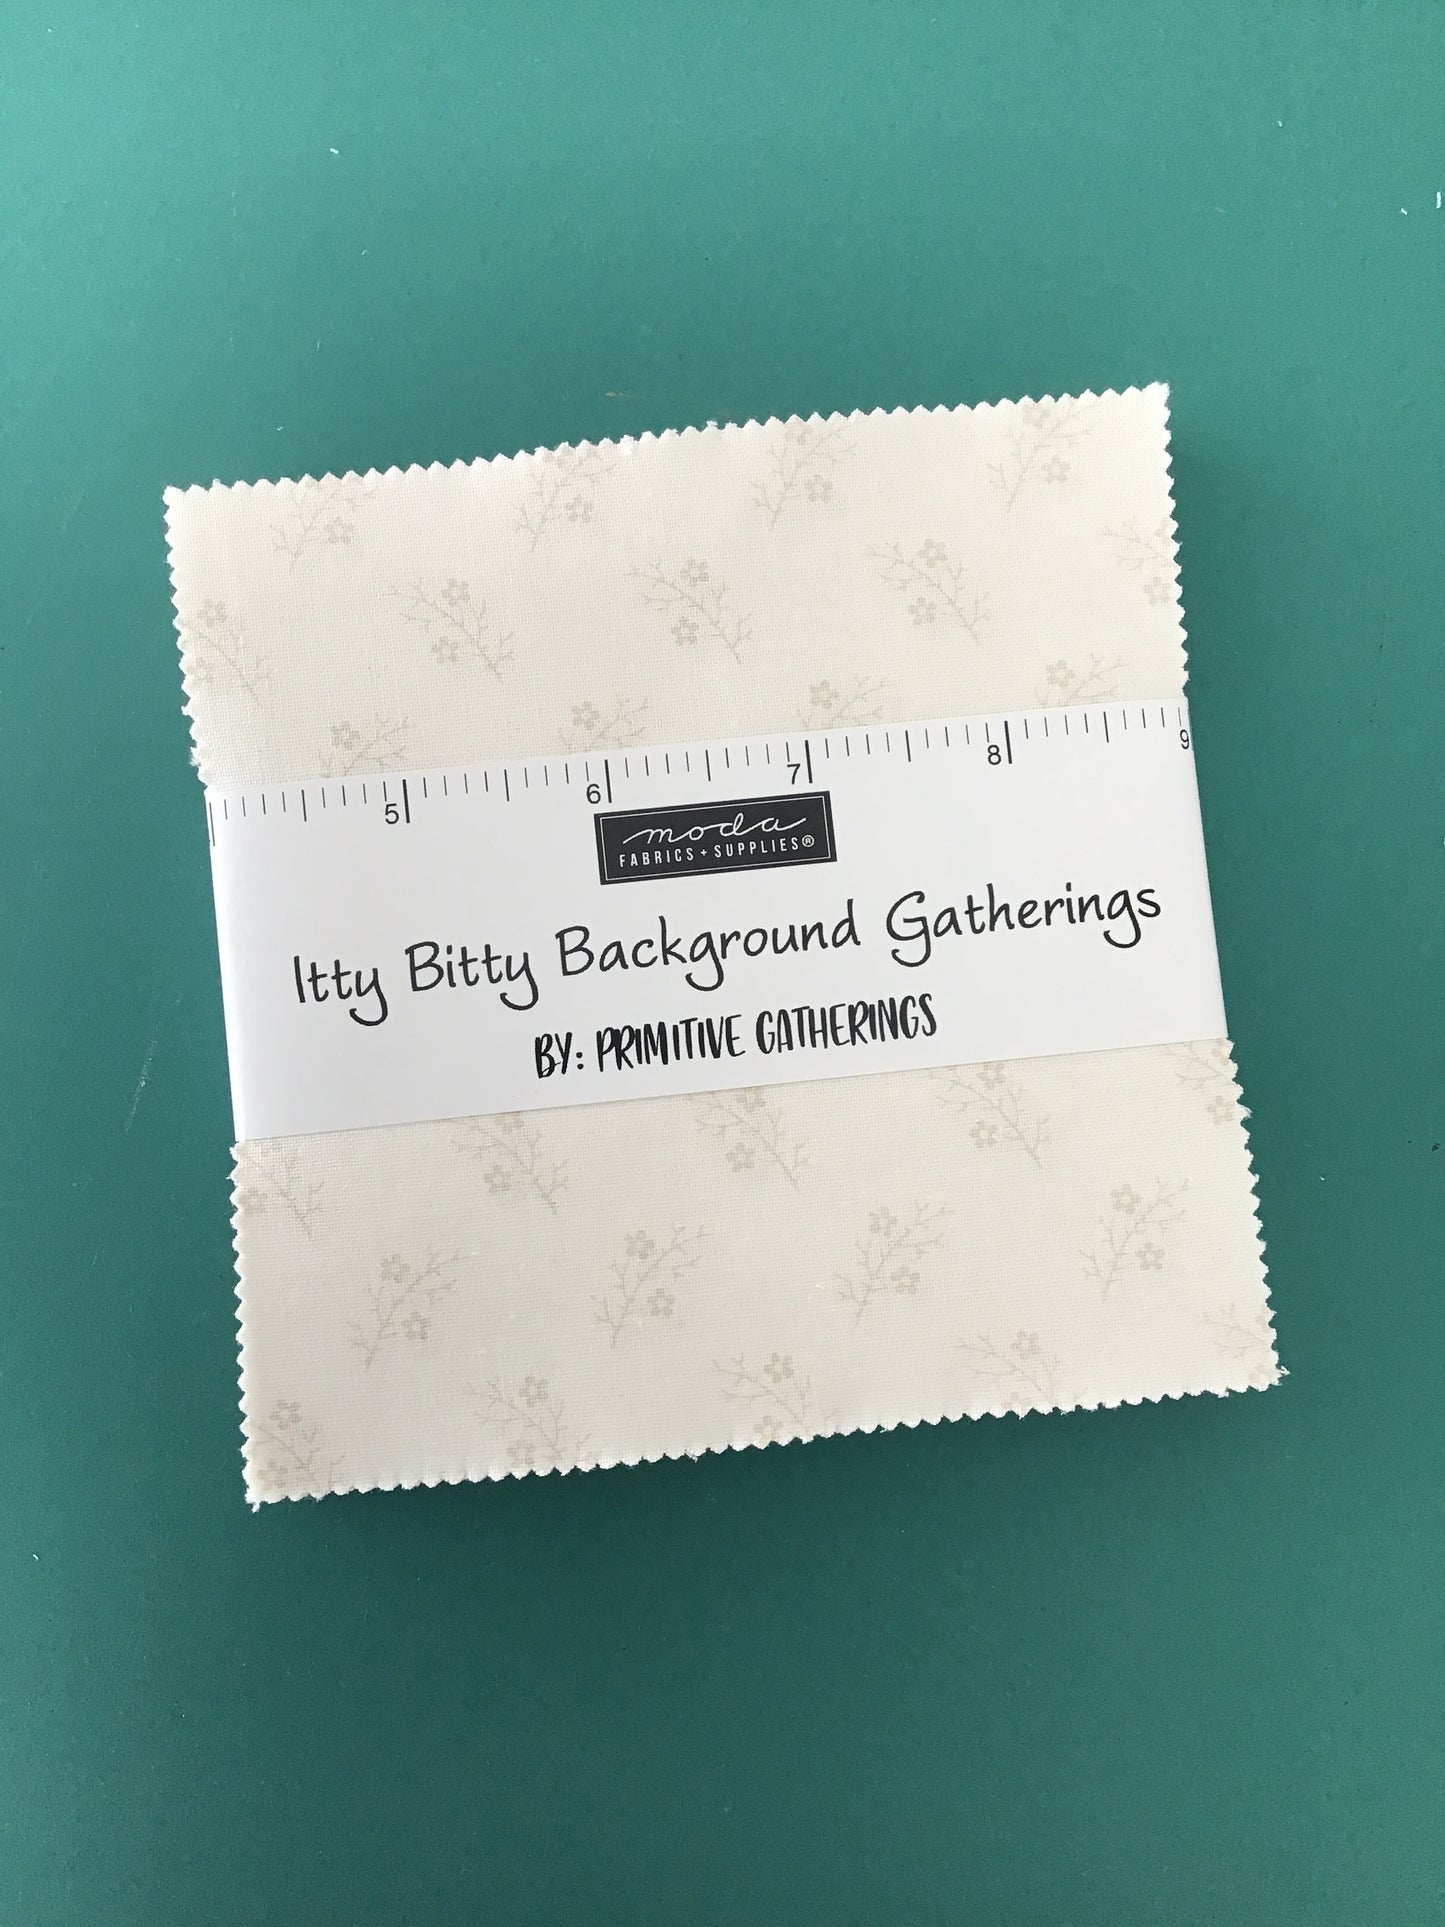 5 6 7 8 9
moda
FABRICS + SUPPLIES®
Itty Bitty Background Gatherings
BY: PRIMITIVE GATHERINGS